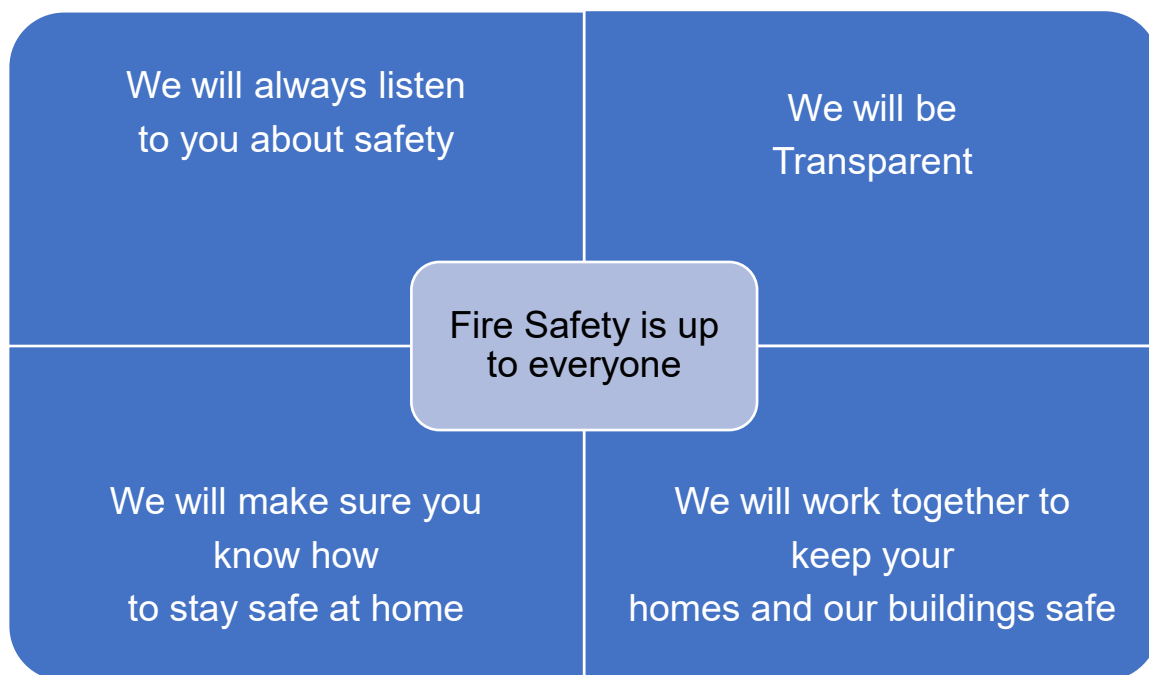 We will always listen
to you about safety
We will be
Transparent
Fire Safety is up
to everyone
We will make sure you
know how
to stay safe at home
We will work together to
keep your
homes and our buildings safe